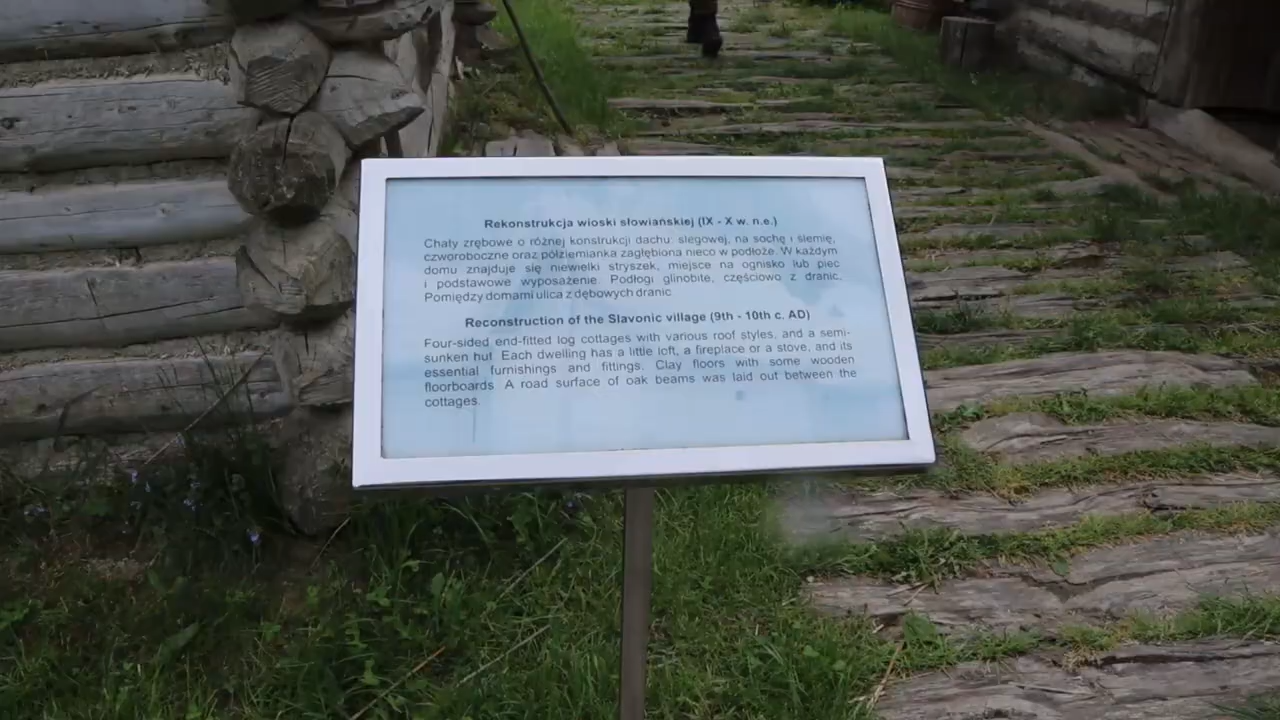 Rekonstrukcja wioski słowiańskiej (IX - X w. n.e.)
Chaty zrębowe o różnej konstrukcji dachu: ślegowej, na sochę i ślemię,
czworoboczne oraz półziemianka zagłębiona nieco w podłoże. W każdym
domu znajduje się niewielki stryszek, miejsce na ognisko lub piec
i podstawowe wyposażenie. Podłogi glinobite, częściowo z dranic.
Pomiędzy domami ulica z dębowych dranic.
Reconstruction of the Slavonic village (9th - 10th c. AD)
Four-sided end-fitted log cottages with various roof styles, and a semi-
sunken hut. Each dwelling has a little loft, a fireplace or a stove, and its
essential furnishings and fittings. Clay floors with some wooden
floorboards. A road surface of oak beams was laid out between the
cottages.